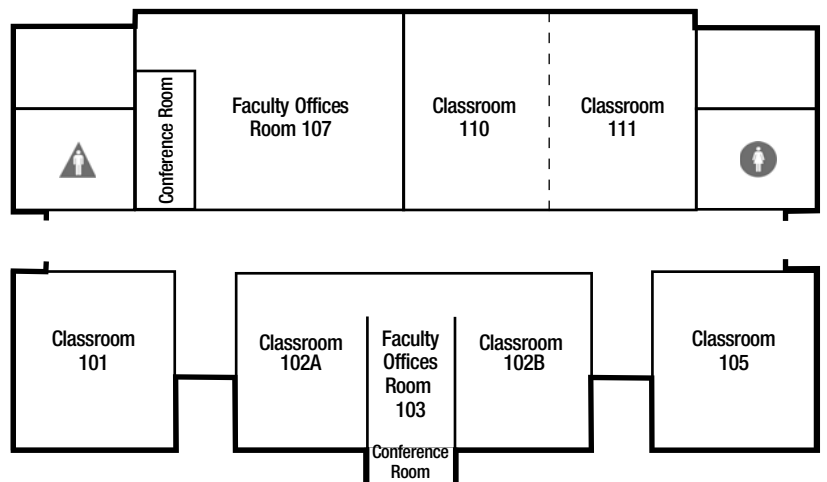 Conference Room
Faculty Offices
Room 107
Classroom
110
Classroom
111
Classroom
101
Classroom
102A
Faculty
Offices
Room
103
Classroom
102B
Classroom
105
Conference
Room